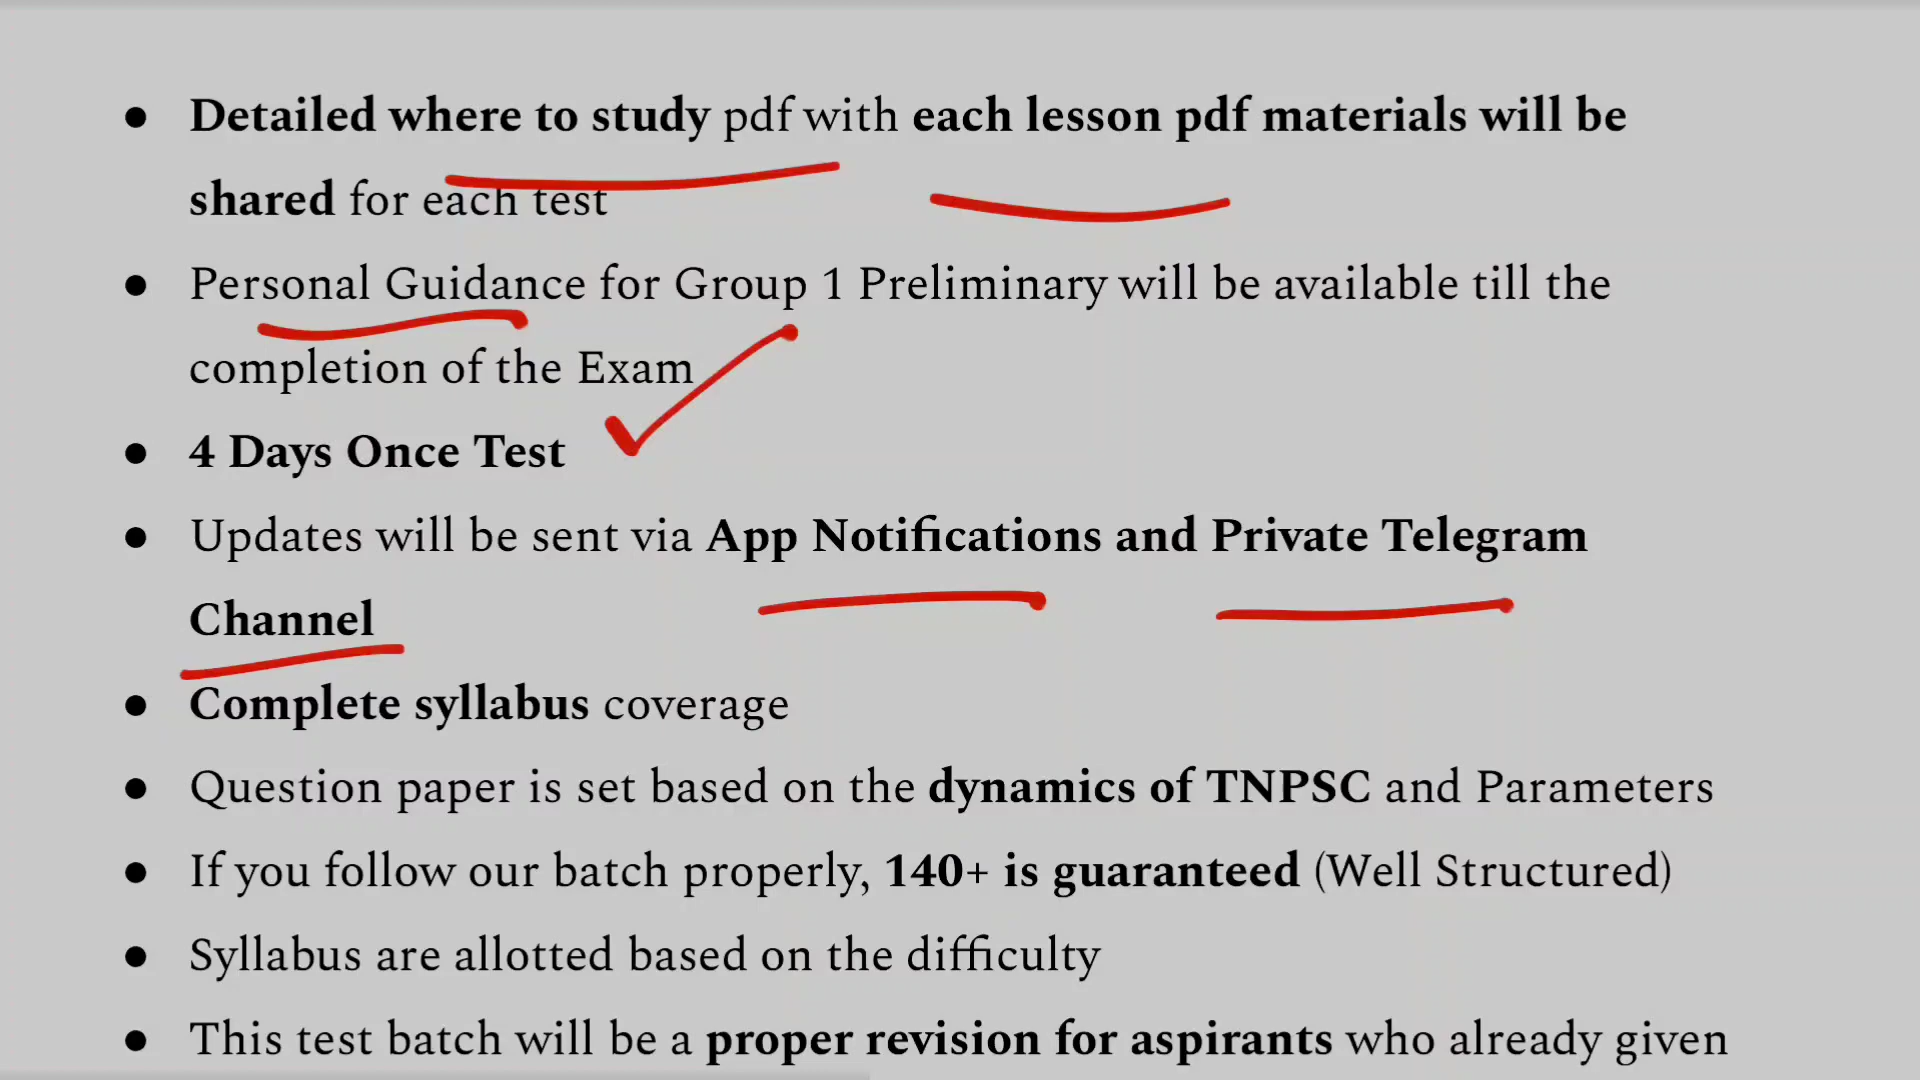 ● Detailed where to study pdf with each lesson pdf materials will be
shared for each test
● Personal Guidance for Group 1 Preliminary will be available till the
completion of the Exam
● 4 Days Once Test
● Updates will be sent via App Notifications and Private Telegram
Channel
● Complete syllabus coverage
● Question paper is set based on the dynamics of TNPSC and Parameters
● If you follow our batch properly, 140+ is guaranteed (Well Structured)
● Syllabus are allotted based on the difficulty
● This test batch will be a proper revision for aspirants who already given